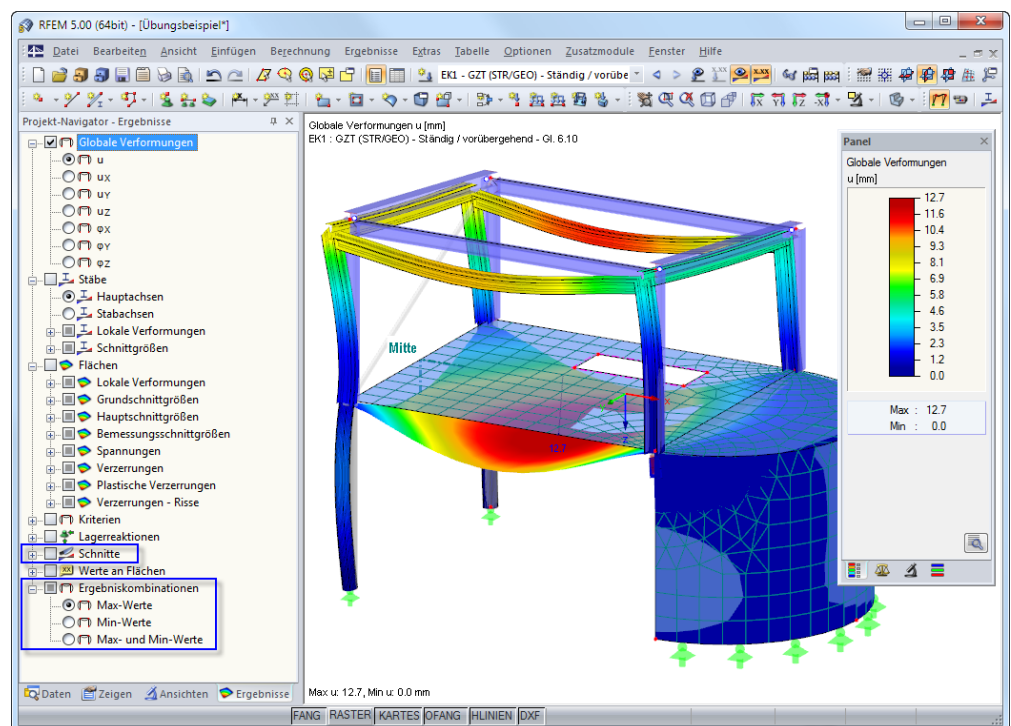 RFEM 5.00 (64bit) - [Übungsbeispiel*]
Datei Bearbeiten Ansicht Einfügen Berechnung Ergebnisse Extras Tabelle Optionen Zusatzmodule Fenster Hilfe
EK1 - GZT (STR/GEO) - Ständig / vorübe
Projekt-Navigator - Ergebnisse
Globale Verformungen
u
uX
uY
uZ
φX
φY
φZ
Stäbe
Hauptachsen
Stabachsen
Lokale Verformungen
Schnittgrößen
Flächen
Lokale Verformungen
Grundschnittgrößen
Hauptschnittgrößen
Bemessungsschnittgrößen
Spannungen
Verzerrungen
Plastische Verzerrungen
Verzerrungen - Risse
Kriterien
Lagerreaktionen
Schnitte
Werte an Flächen
Ergebniskombinationen
Max-Werte
Min-Werte
Max- und Min-Werte
Daten Zeigen Ansichten Ergebnisse
Globale Verformungen u [mm]
EK1 : GZT (STR/GEO) - Ständig / vorübergehend - Gl. 6.10
Mitte
12.7
X
Z
Max u: 12.7, Min u: 0.0 mm
Panel
Globale Verformungen
u [mm]
12.7
11.6
10.4
9.3
8.1
6.9
5.8
4.6
3.5
2.3
1.2
0.0
Max : 12.7
Min : 0.0
FANG RASTER KARTES OFANG HLINIEN DXF